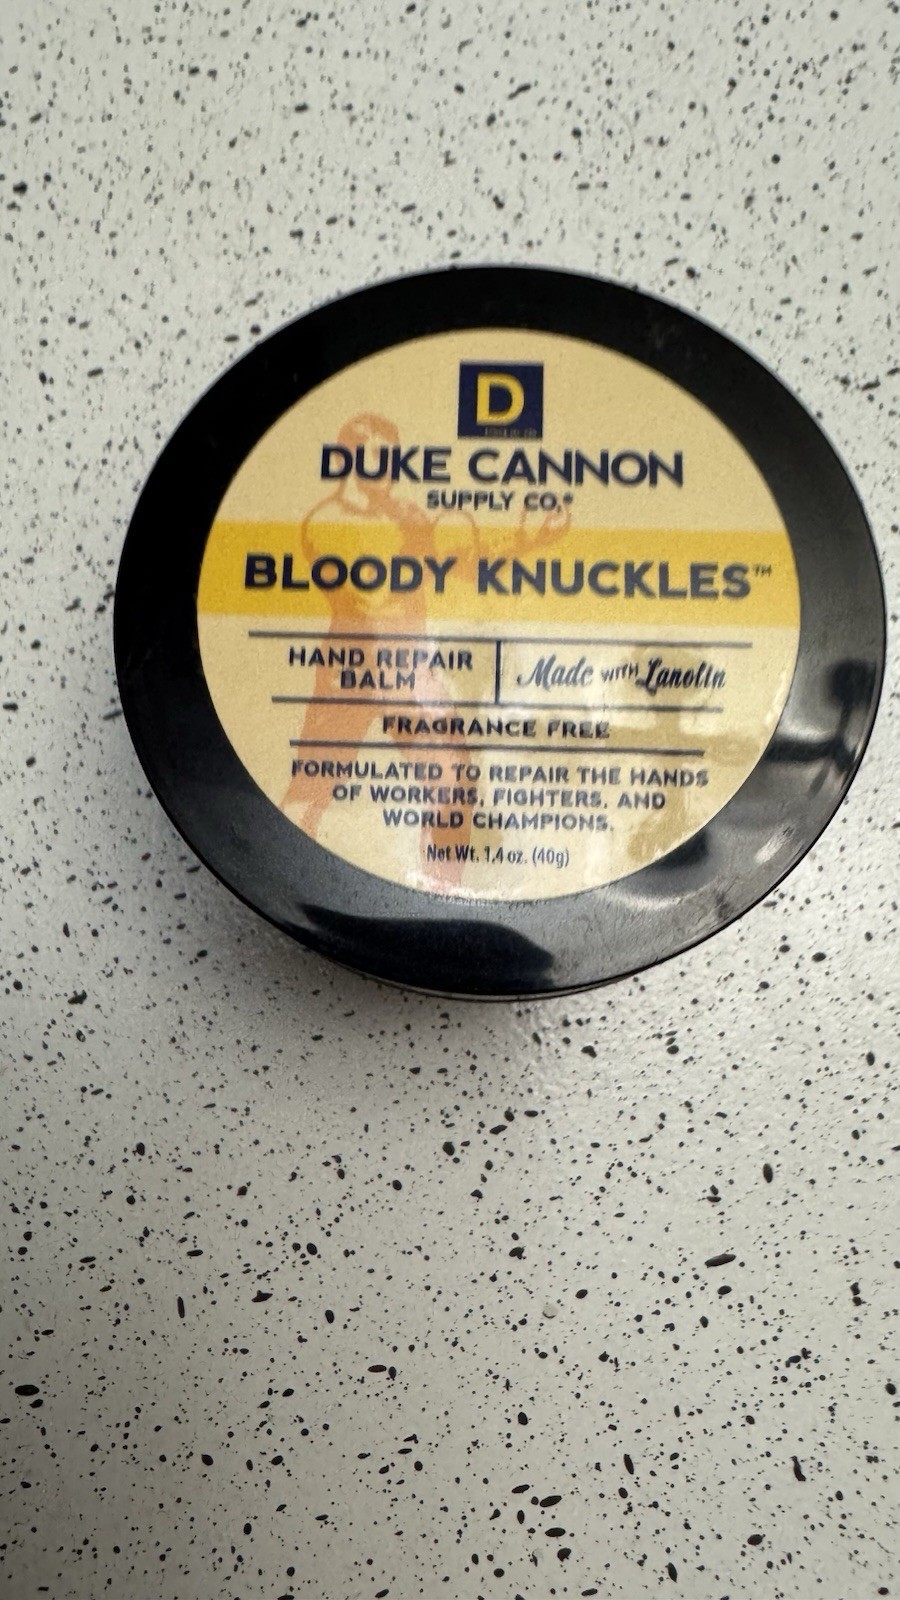 D
DUKE CANNON
SUPPLY CO.®
BLOODY KNUCKLES™
HAND REPAIR
BALM
Made WITH Lanolin
FRAGRANCE FREE
FORMULATED TO REPAIR THE HANDS
OF WORKERS, FIGHTERS, AND
WORLD CHAMPIONS.
Net Wt. 1.4 oz. (40g)